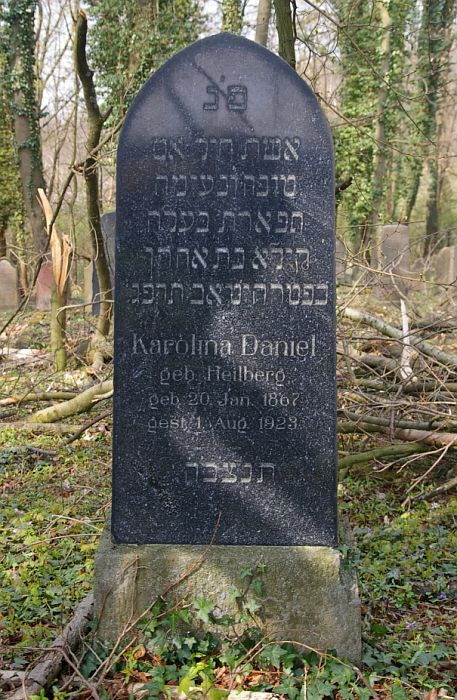 פ'נ
אשת חיל אם
טובה ונעימה
תפארת בעלה
קילא בת אהרן
נפטרה י'ט אב תרפ'ג
Karolina Daniel
geb. Heilberg
geb. 20. Jan. 1867
gest. 1. Aug. 1923.
תנצבה